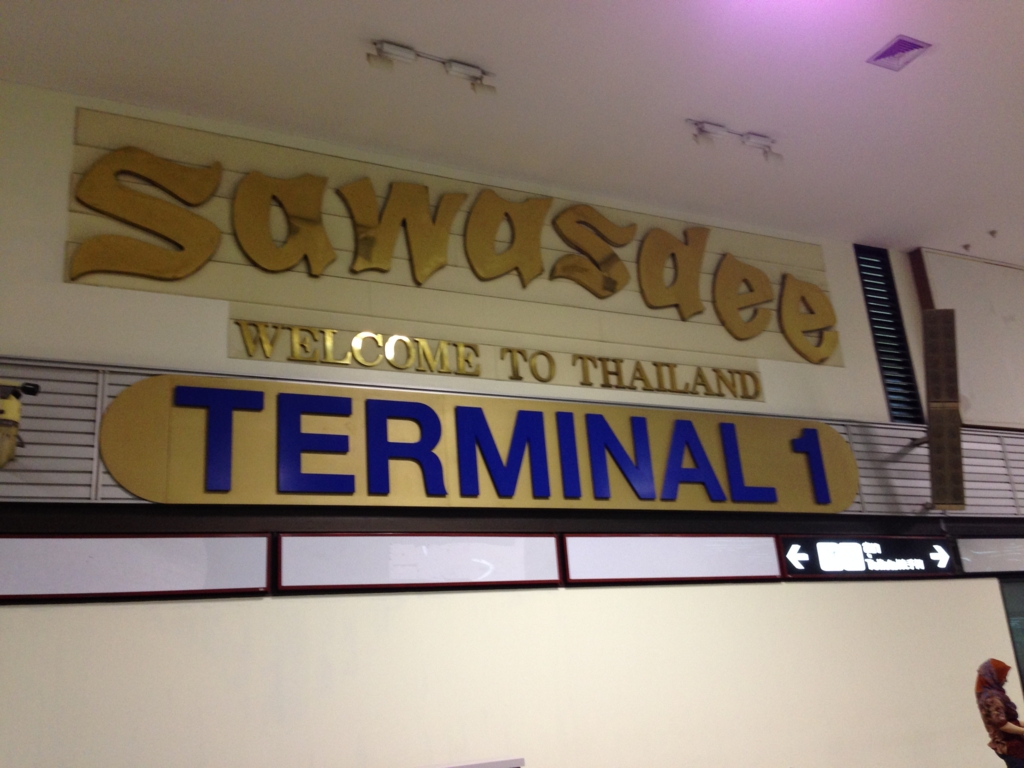 sawasdee
WELCOME TO THAILAND
TERMINAL 1